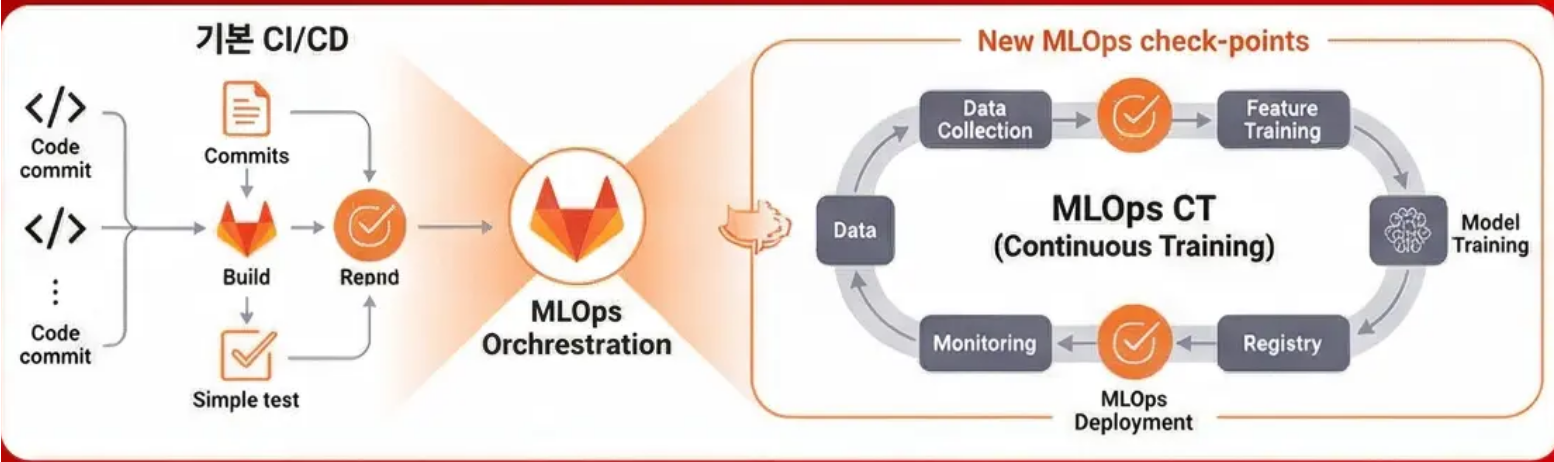 기본 CI/CD
Code
commit
Code
commit
Commits
Build
Repnd
Simple test
MLOps
Orchrestration
New MLOps check-points
Data
Collection
Feature
Training
Data
MLOps CT
(Continuous Training)
Model
Training
Monitoring
Registry
MLOps
Deployment